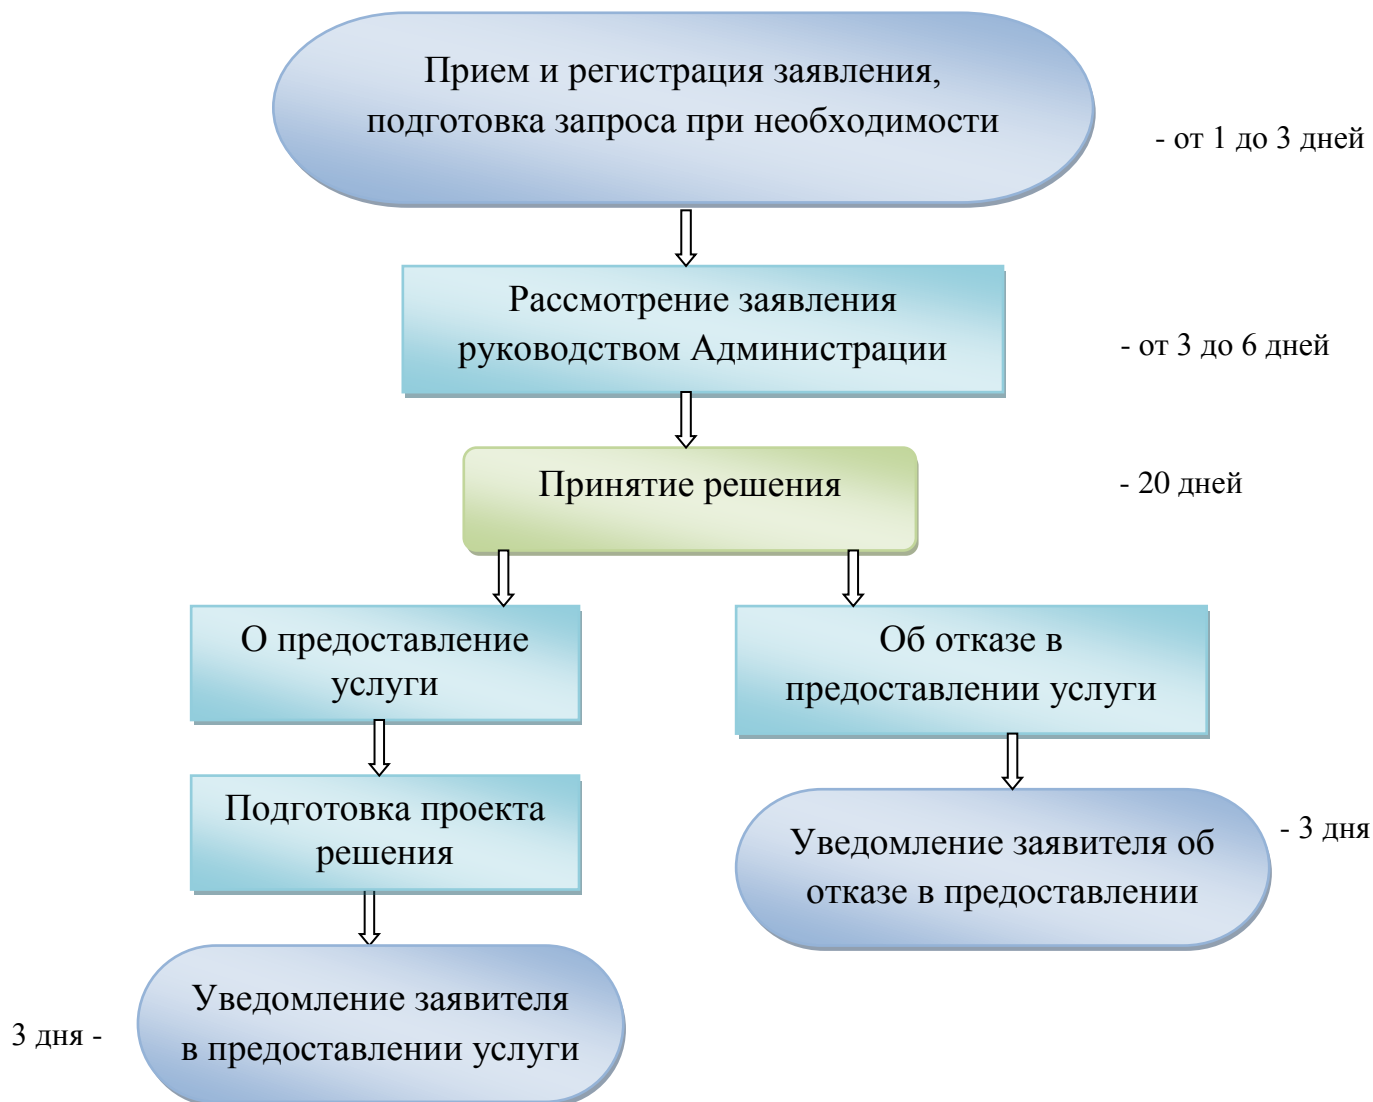 Прием и регистрация заявления,
подготовка запроса при необходимости
- от 1 до 3 дней
Рассмотрение заявления
руководством Администрации
- от 3 до 6 дней
Принятие решения
- 20 дней
О предоставление
услуги
Об отказе в
предоставлении услуги
Подготовка проекта
решения
Уведомление заявителя об
отказе в предоставлении
- 3 дня
Уведомление заявителя
в предоставлении услуги
3 дня -